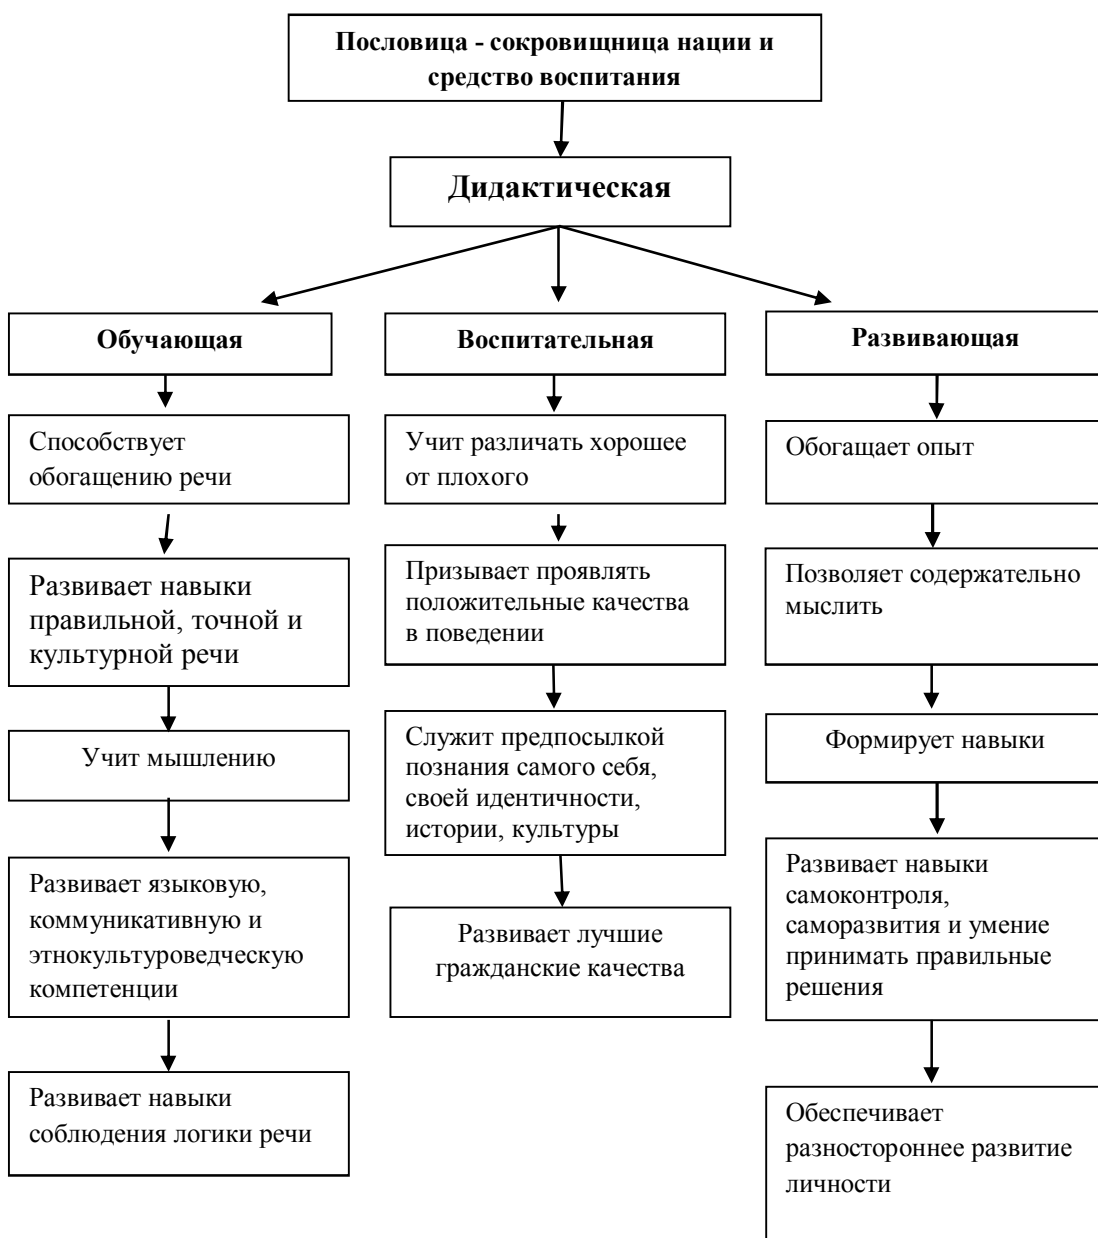 Пословица - сокровищница нации и
средство воспитания
Дидактическая
Обучающая
Способствует
обогащению речи
Развивает навыки
правильной, точной и
культурной речи
Учит мышлению
Развивает языковую,
коммуникативную и
этнокультуроведческую
компетенции
Развивает навыки
соблюдения логики речи
Воспитательная
Учит различать хорошее
от плохого
Призывает проявлять
положительные качества
в поведении
Служит предпосылкой
познания самого себя,
своей идентичности,
истории, культуры
Развивает лучшие
гражданские качества
Развивающая
Обогащает опыт
Позволяет содержательно
мыслить
Формирует навыки
Развивает навыки
самоконтроля,
саморазвития и умение
принимать правильные
решения
Обеспечивает
разностороннее развитие
личности